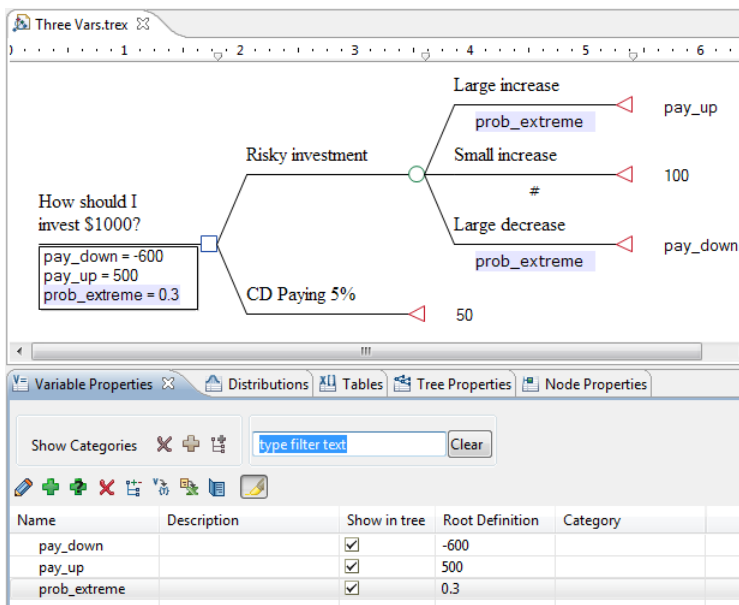 Three Vars.trex
1 2 3 4 5 6
Large increase
prob_extreme
pay_up
Risky investment
Small increase
#
100
How should I
invest $1000?
Large decrease
prob_extreme
pay_down
pay_down = -600
pay_up = 500
prob_extreme = 0.3
CD Paying 5%
50
Variable Properties Distributions Tables Tree Properties Node Properties
Show Categories type filter text Clear
Name Description Show in tree Root Definition Category
pay_down -600
pay_up 500
prob_extreme 0.3